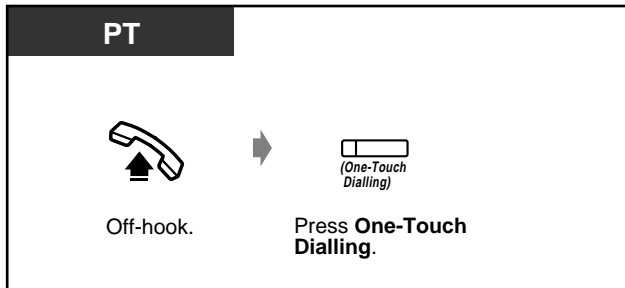 PT
(One-Touch
Dialling)
Off-hook.
Press One-Touch
Dialling.